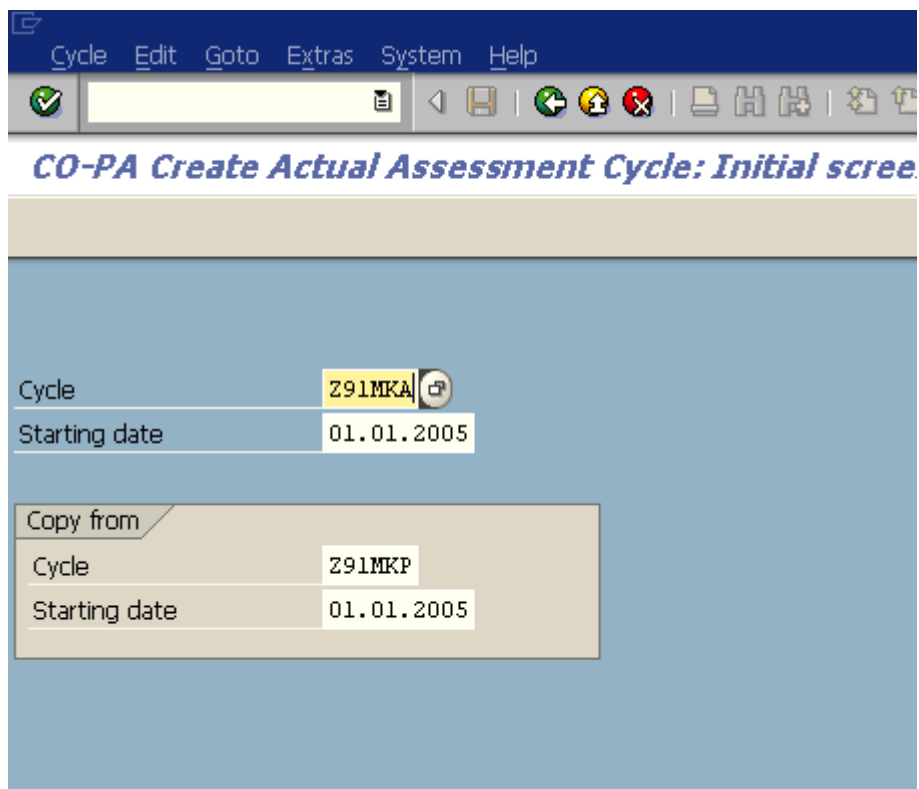 Cycle Edit Goto Extras System Help
CO-PA Create Actual Assessment Cycle: Initial scree
Cycle Z91MKA
Starting date 01.01.2005
Copy from
Cycle Z91MKP
Starting date 01.01.2005